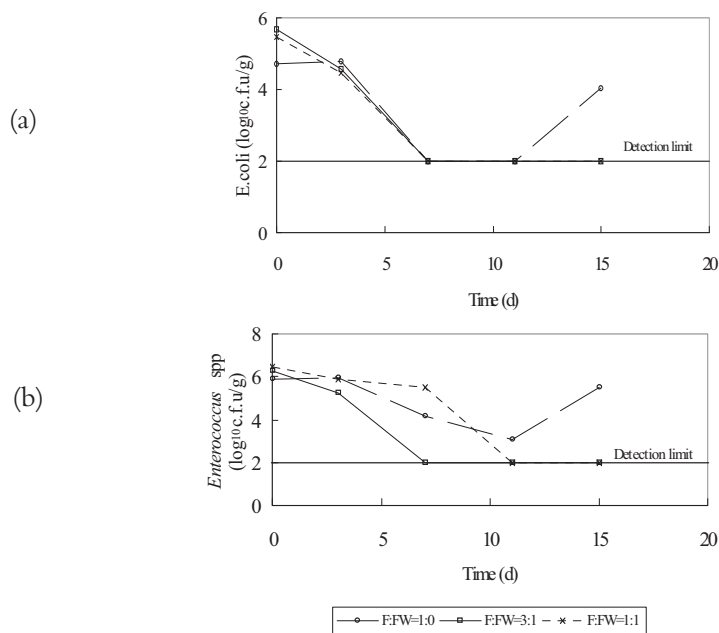 (a)
E.coli (log10c.f.u/g)
6
4
2
0
Detection limit
0 5 10 15 20
Time (d)
(b)
Enterococcus spp
(log10c.f.u/g)
8
6
4
2
0
Detection limit
0 5 10 15 20
Time (d)
F:FW=1:0 F:FW=3:1 F:FW=1:1